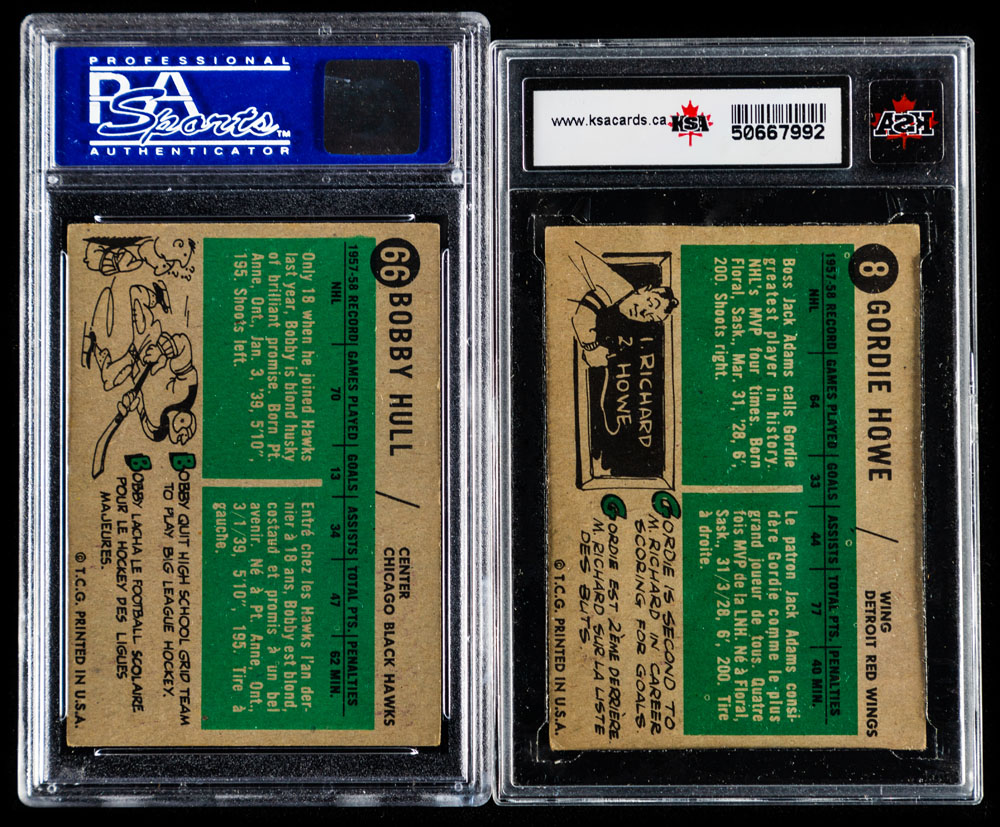 PROFESSIONAL
PSA
Sports™
AUTHENTICATOR
66
BOBBY HULL
CENTER
CHICAGO BLACK HAWKS
1957-58 RECORD | GAMES PLAYED | GOALS | ASSISTS | TOTAL PTS. | PENALTIES
NHL 70 13 34 47 62 MIN.
Only 18 when he joined Hawks
last year, Bobby is blond husky
of brilliant promise. Born Pt.
Anne, Ont., Jan. 3, '39, 5'10",
195. Shoots left.
Entré chez les Hawks l'an der-
nier à 18 ans, Bobby est blond,
costaud et promis à un bel
avenir. Né à Pt. Anne, Ont.,
3/1/39, 5'10", 195. Tire à
gauche.
???
BOBBY QUIT HIGH SCHOOL GRID TEAM
TO PLAY BIG LEAGUE HOCKEY.
BOBBY LACHA LE FOOTBALL SCOLAIRE
POUR LE HOCKEY DES LIGUES
MAJEURES.
© T.C.G. PRINTED IN U.S.A.
www.ksacards.ca
KSA
50667992
KSA
8
GORDIE HOWE
WING
DETROIT RED WINGS
1957-58 RECORD | GAMES PLAYED | GOALS | ASSISTS | TOTAL PTS. | PENALTIES
NHL 64 33 44 77 40 MIN.
Boss Jack Adams calls Gordie
greatest player in history.
NHL's MVP four times. Born
Floral, Sask., Mar. 31, '28, 6',
200. Shoots right.
Le patron Jack Adams consi-
dère Gordie comme le plus
grand joueur de tous. Quatre
fois MVP de la LNH. Né à Floral,
Sask., 31/3/28, 6', 200. Tire
à droite.
1. RICHARD
2 HOWE
GORDIE IS SECOND TO
M. RICHARD IN CAREER
SCORING FOR GOALS.
GORDIE EST 2ÈME DERRIÈRE
M. RICHARD SUR LA LISTE
DES BUTS.
© T.C.G. PRINTED IN U.S.A.